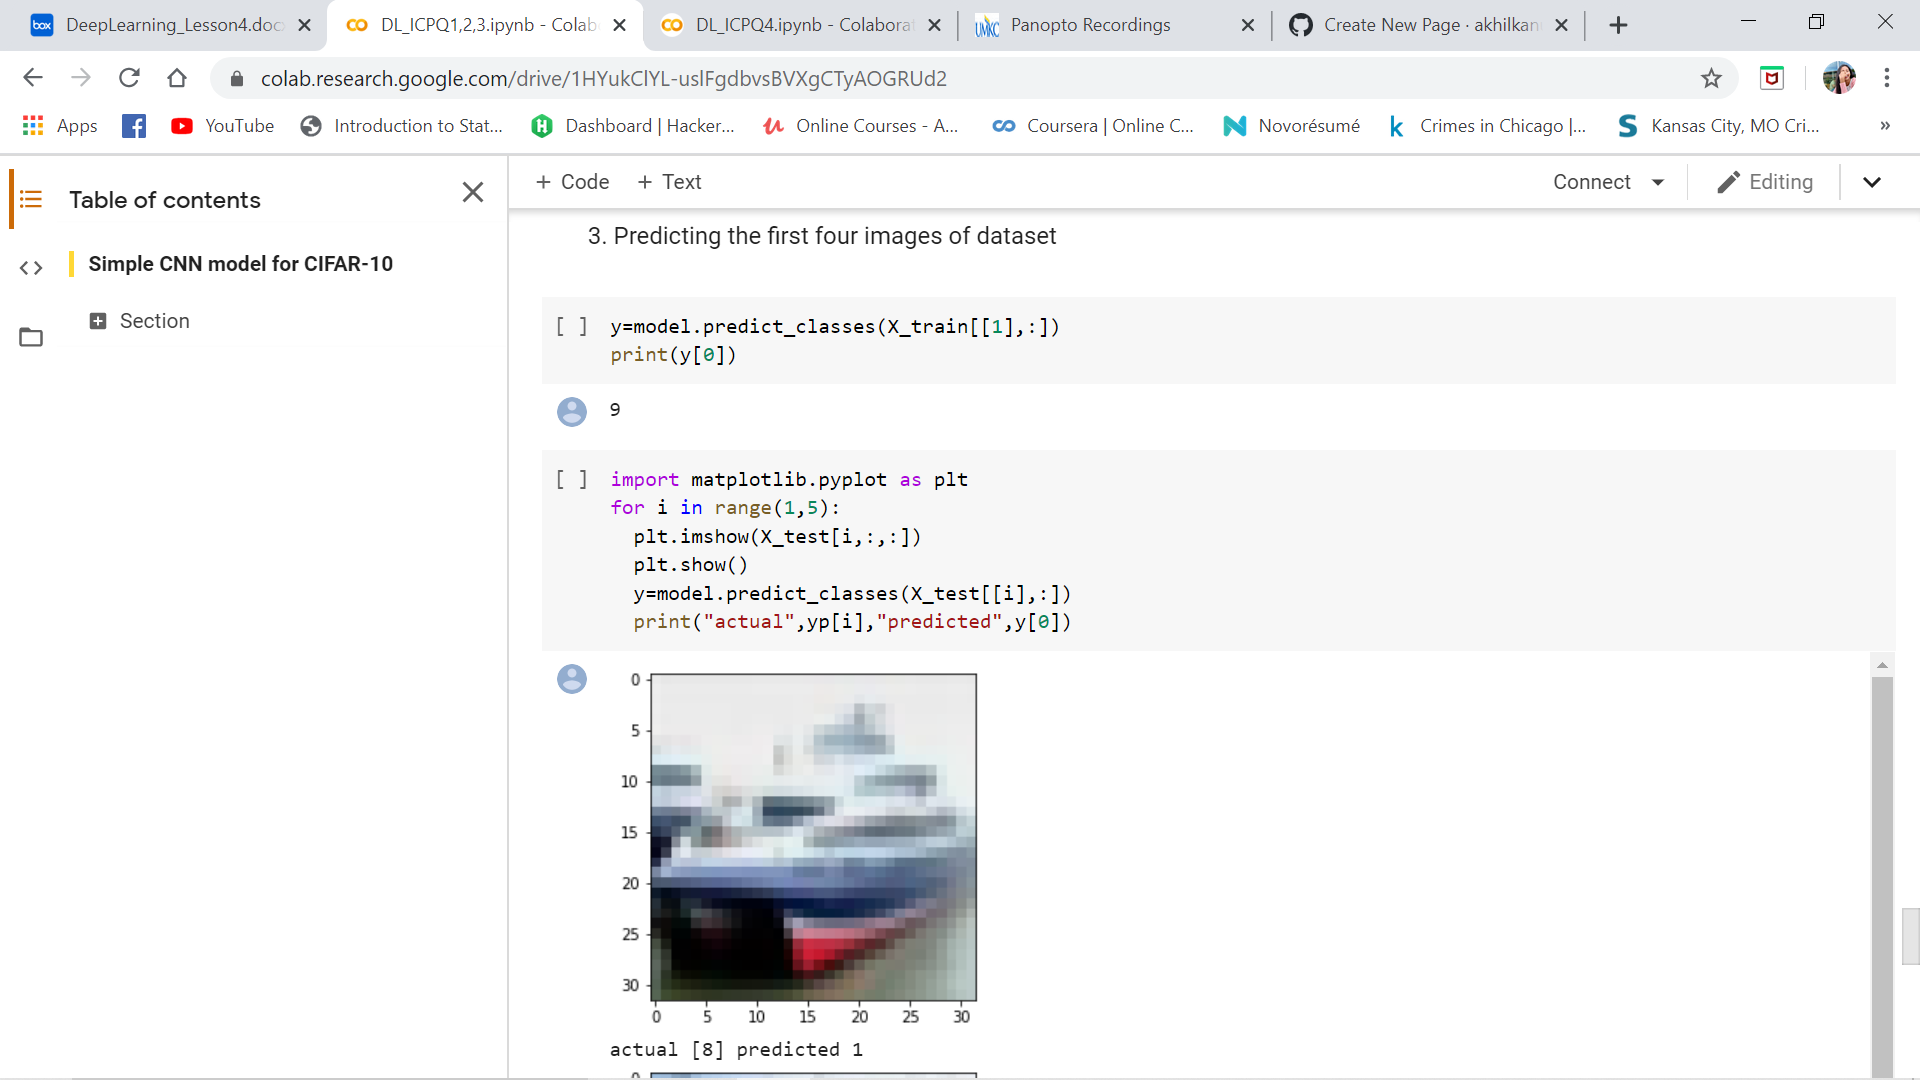 box DeepLearning_Lesson4.doc
DL_ICPQ1,2,3.ipynb - Colab
DL_ICPQ4.ipynb - Colaborat
UMKC Panopto Recordings
Create New Page · akhilkan
colab.research.google.com/drive/1HYukClYL-uslFgdbvsBVXgCTyAOGRUd2
Apps
YouTube
Introduction to Stat...
Dashboard | Hacker...
Online Courses - A...
Coursera | Online C...
Novorésumé
Crimes in Chicago |...
Kansas City, MO Cri...
»
Table of contents
Simple CNN model for CIFAR-10
Section
+ Code + Text
Connect
Editing
3. Predicting the first four images of dataset
[ ] y=model.predict_classes(X_train[[1],:])
print(y[0])
9
[ ] import matplotlib.pyplot as plt
for i in range(1,5):
plt.imshow(X_test[i,:,:])
plt.show()
y=model.predict_classes(X_test[[i],:])
print("actual",yp[i],"predicted",y[0])
0
5
10
15
20
25
30
0 5 10 15 20 25 30
actual [8] predicted 1